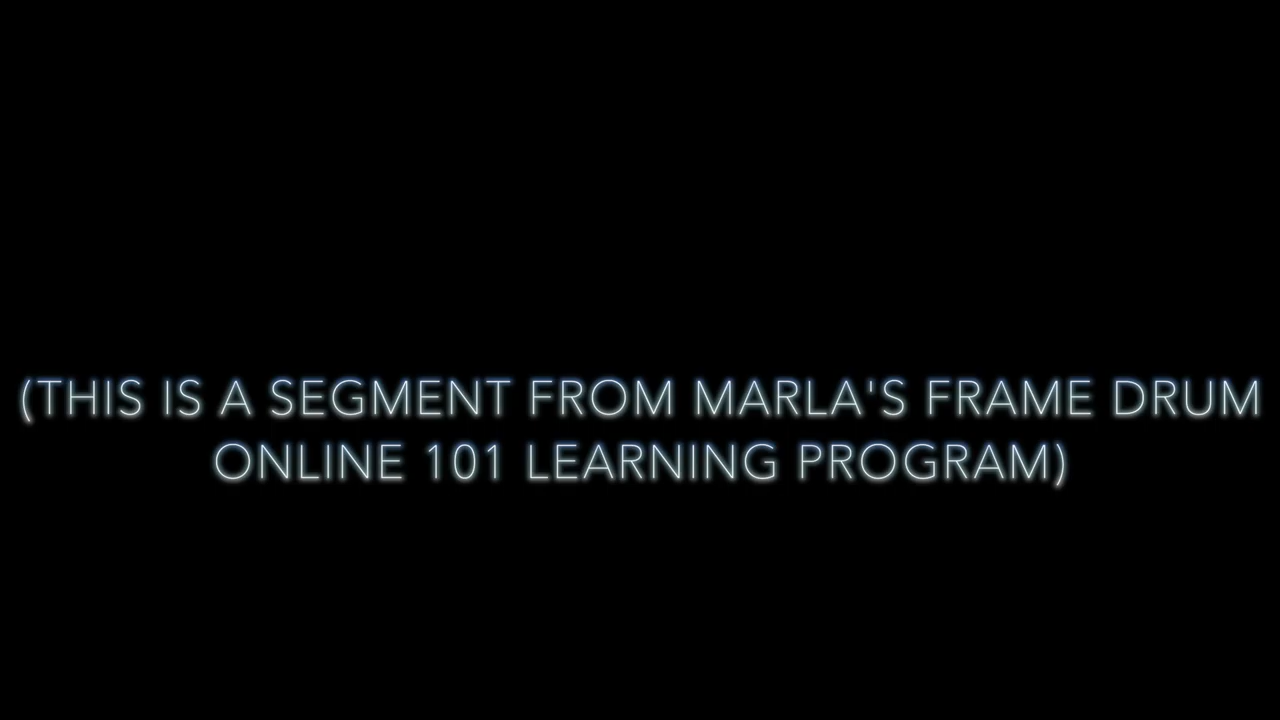 (THIS IS A SEGMENT FROM MARLA'S FRAME DRUM
ONLINE 101 LEARNING PROGRAM)